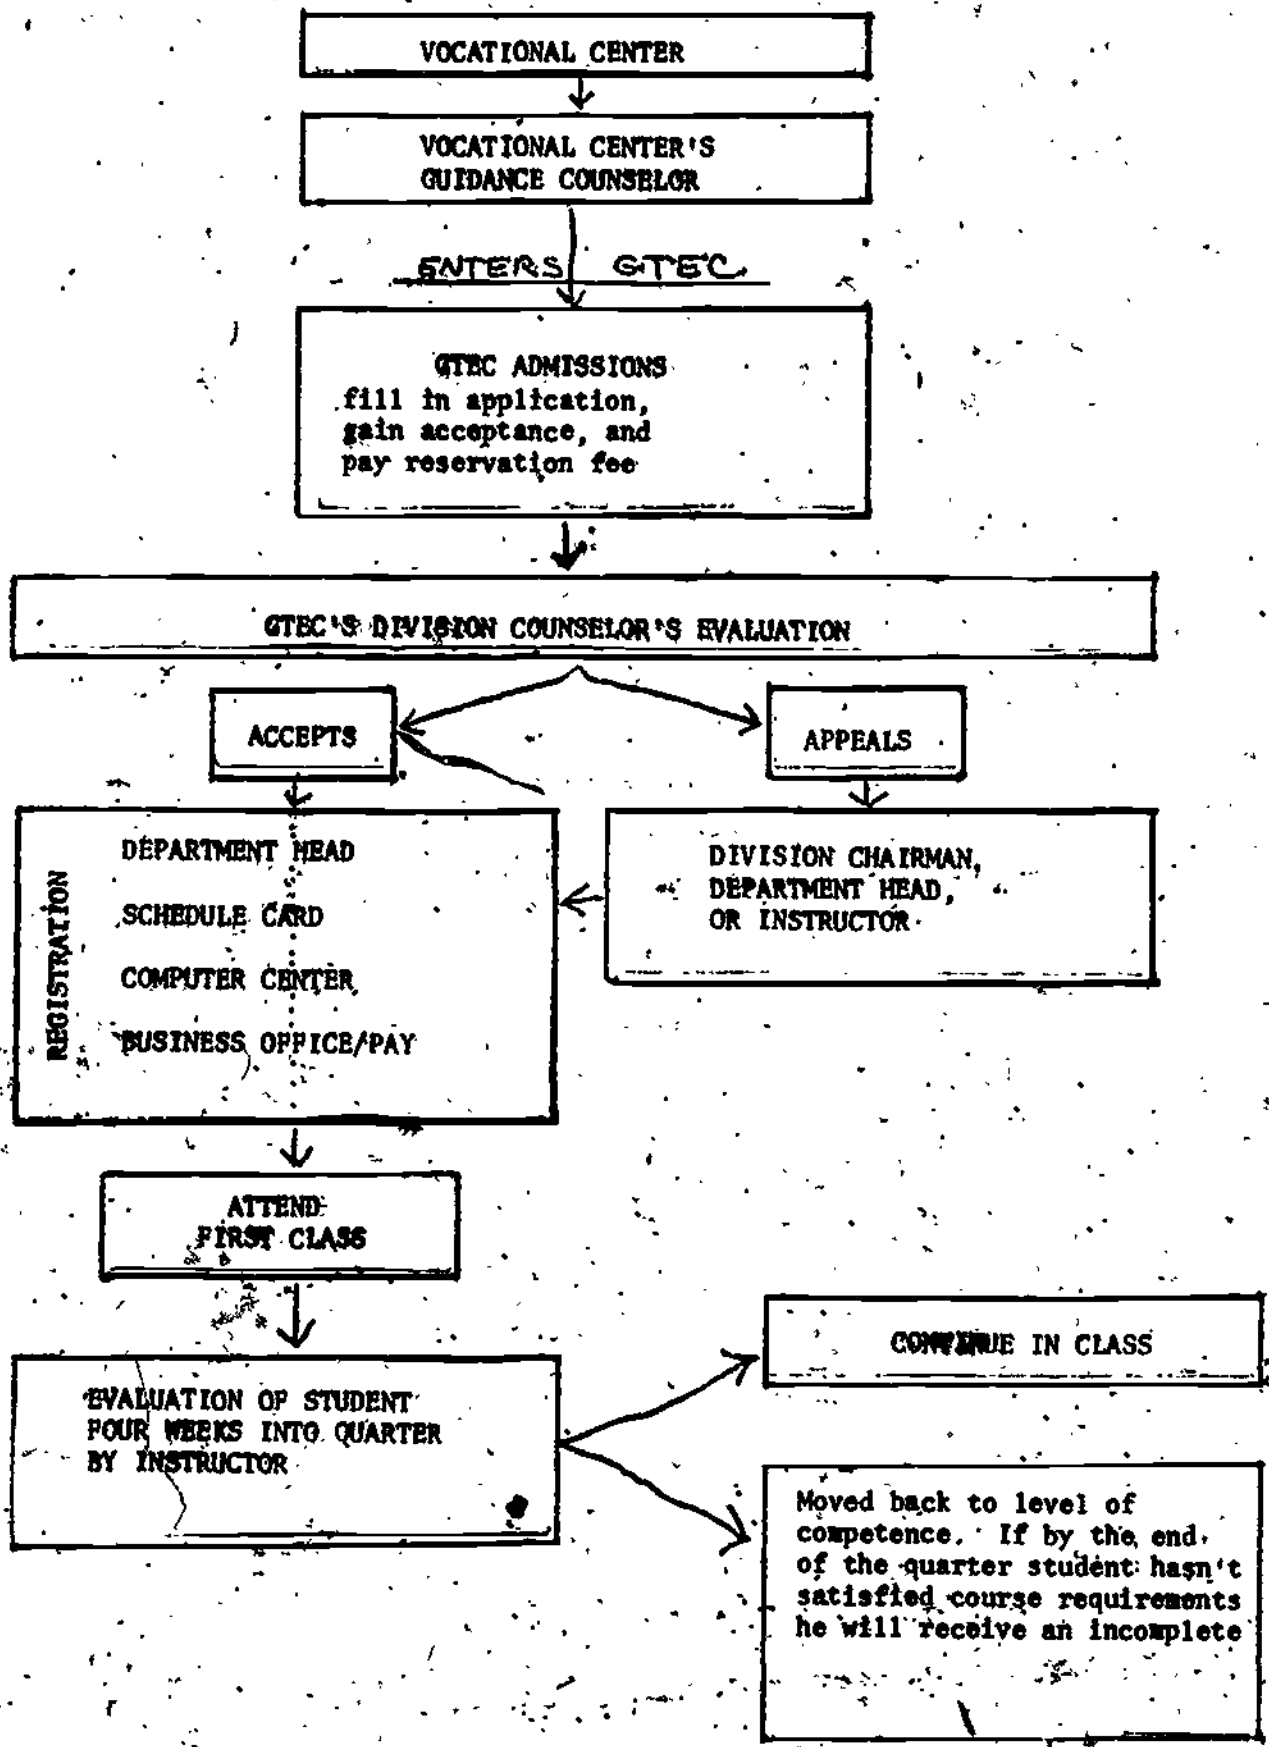 VOCATIONAL CENTER
VOCATIONAL CENTER'S
GUIDANCE COUNSELOR
ENTERS GTEC
GTEC ADMISSIONS
fill in application,
gain acceptance, and
pay reservation fee
GTEC'S DIVISION COUNSELOR'S EVALUATION
ACCEPTS
APPEALS
REGISTRATION
DEPARTMENT HEAD
SCHEDULE CARD
COMPUTER CENTER
BUSINESS OFFICE/PAY
DIVISION CHAIRMAN,
DEPARTMENT HEAD,
OR INSTRUCTOR
ATTEND
FIRST CLASS
EVALUATION OF STUDENT
FOUR WEEKS INTO QUARTER
BY INSTRUCTOR
CONTINUE IN CLASS
Moved back to level of
competence. If by the end
of the quarter student hasn't
satisfied course requirements
he will receive an incomplete